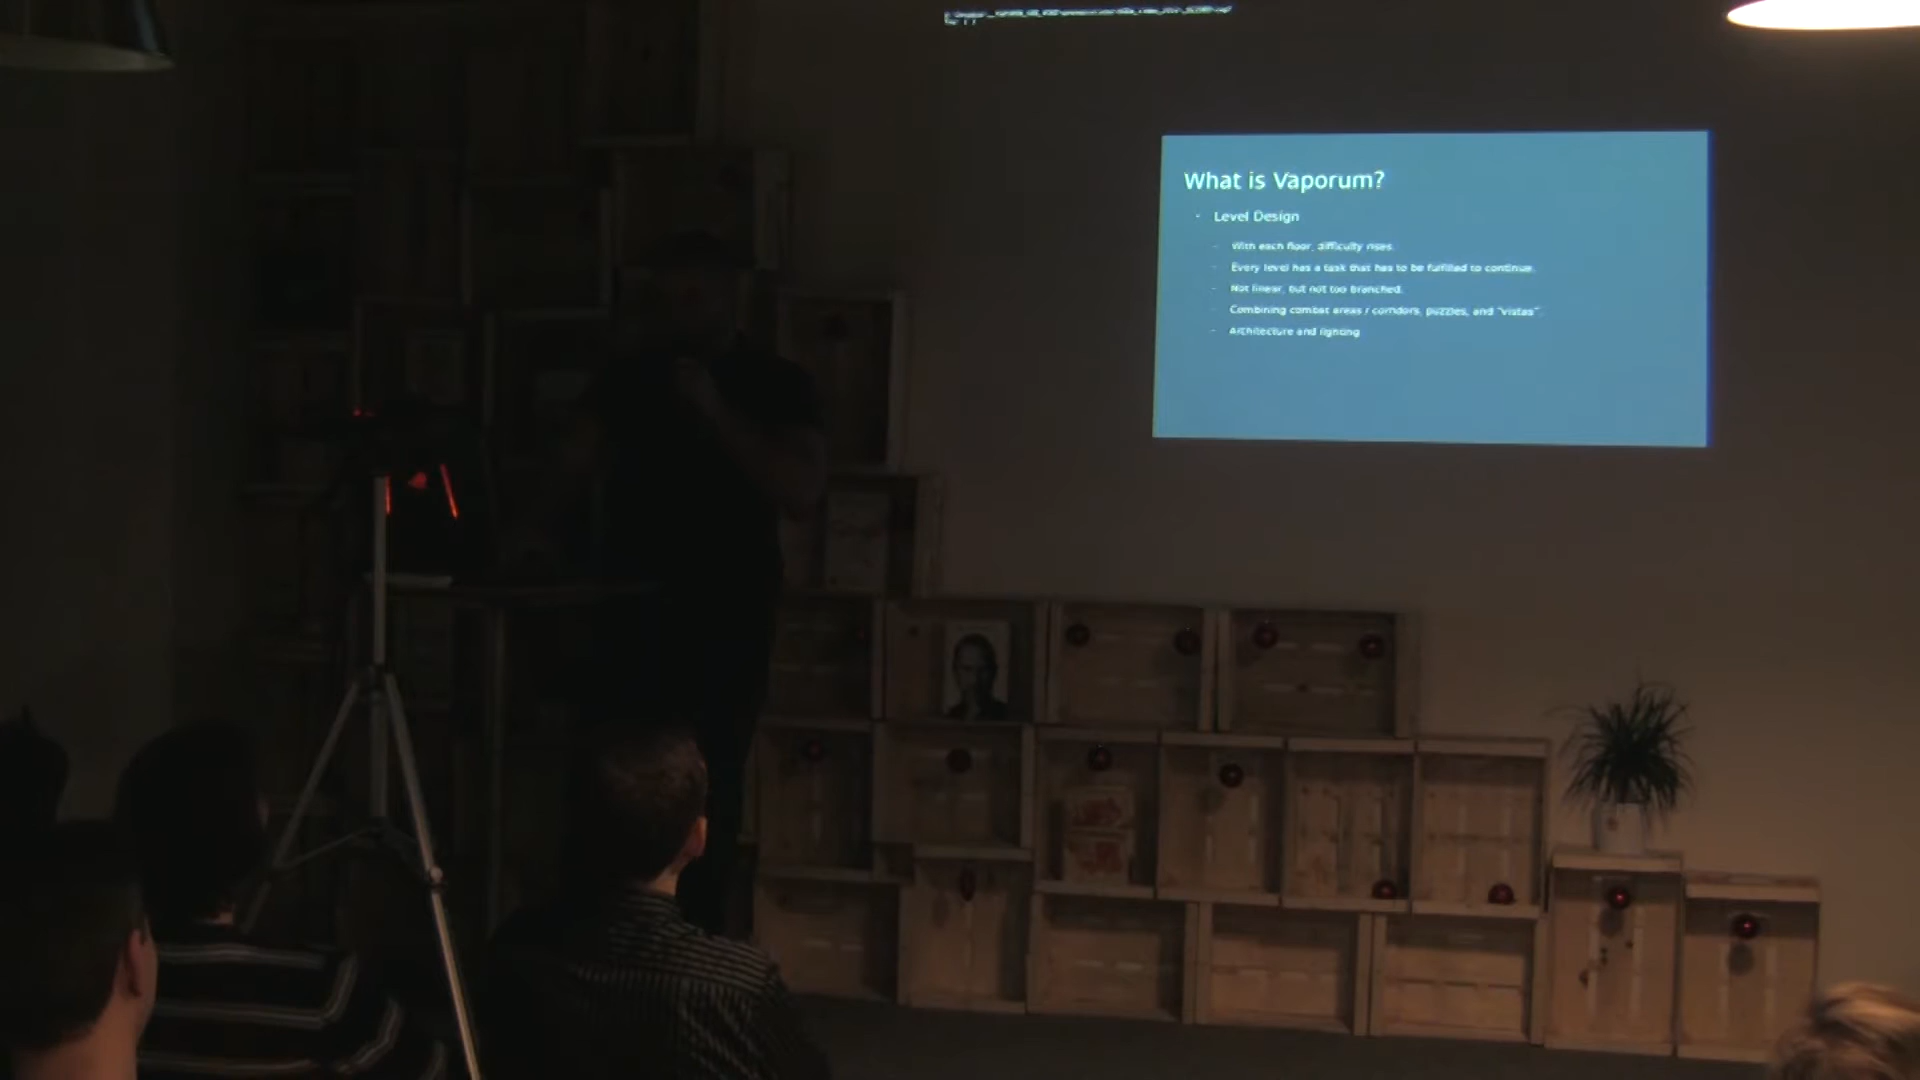 What is Vaporum?
• Level Design
– With each floor, difficulty rises.
– Every level has a task that has to be fulfilled to continue.
– Not linear, but not too branched.
– Combining combat areas / corridors, puzzles, and "vistas".
– Architecture and lighting